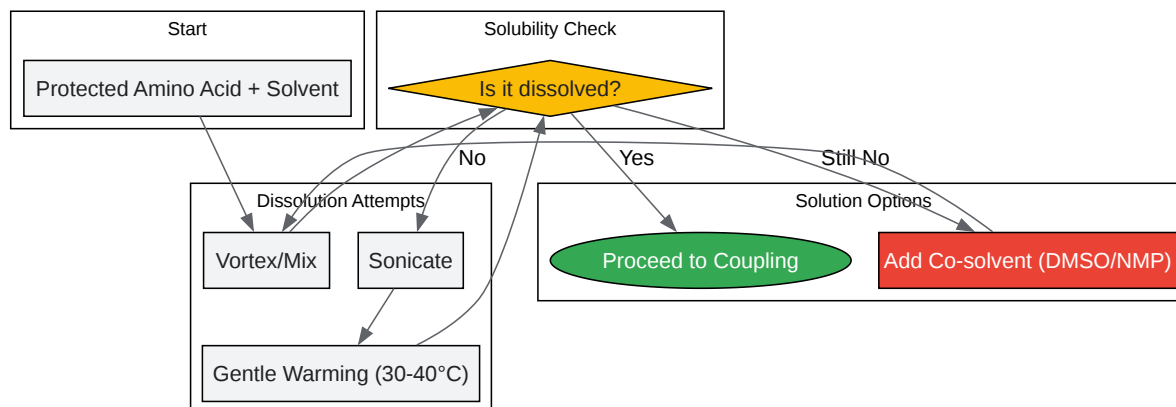 Start
Solubility Check
Protected Amino Acid + Solvent
Is it dissolved?
No
Yes
Still No
Dissolution Attempts
Solution Options
Vortex/Mix
Sonicate
Proceed to Coupling
Add Co-solvent (DMSO/NMP)
Gentle Warming (30-40°C)